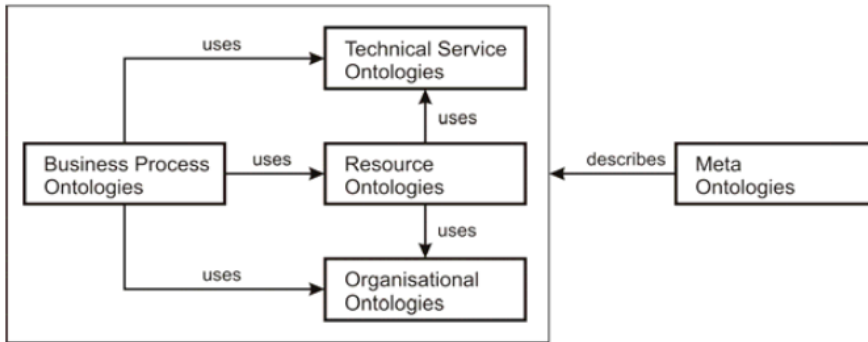 uses
Technical Service
Ontologies
uses
Business Process
Ontologies
uses
Resource
Ontologies
describes
Meta
Ontologies
uses
uses
Organisational
Ontologies